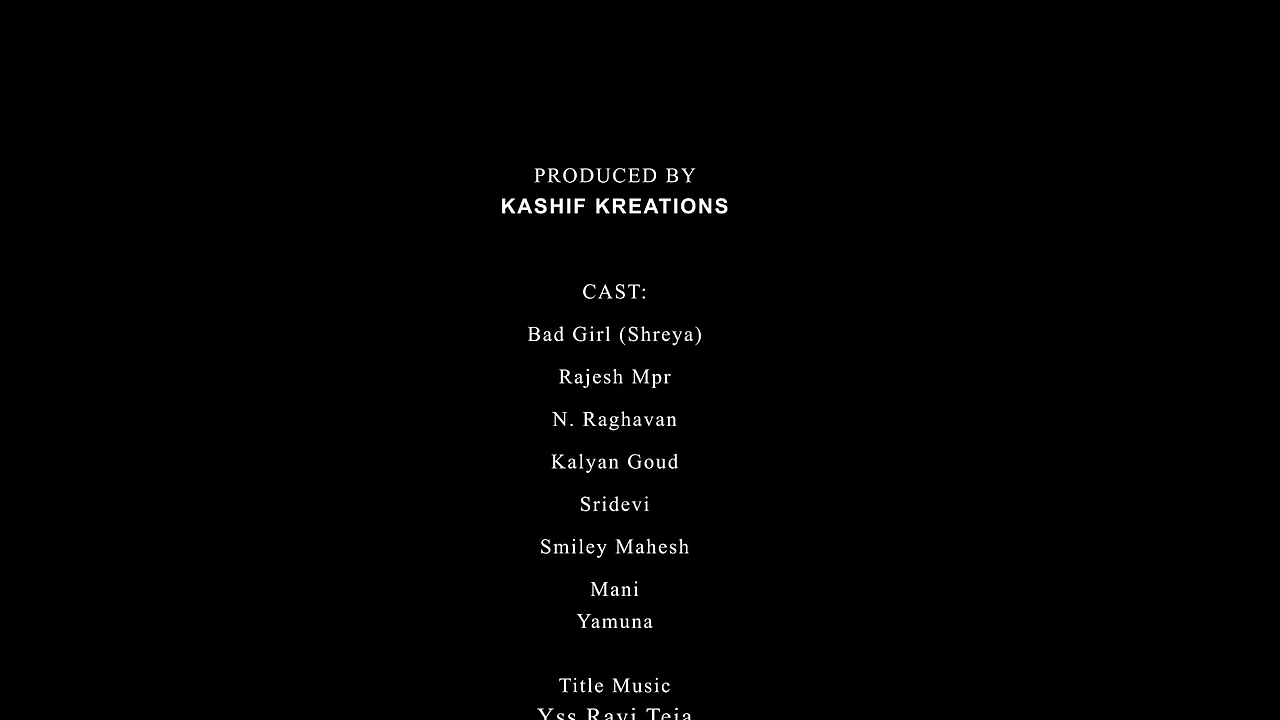 PRODUCED BY
KASHIF KREATIONS
CAST:
Bad Girl (Shreya)
Rajesh Mpr
N. Raghavan
Kalyan Goud
Sridevi
Smiley Mahesh
Mani
Yamuna
Title Music
Yss Ravi Teja